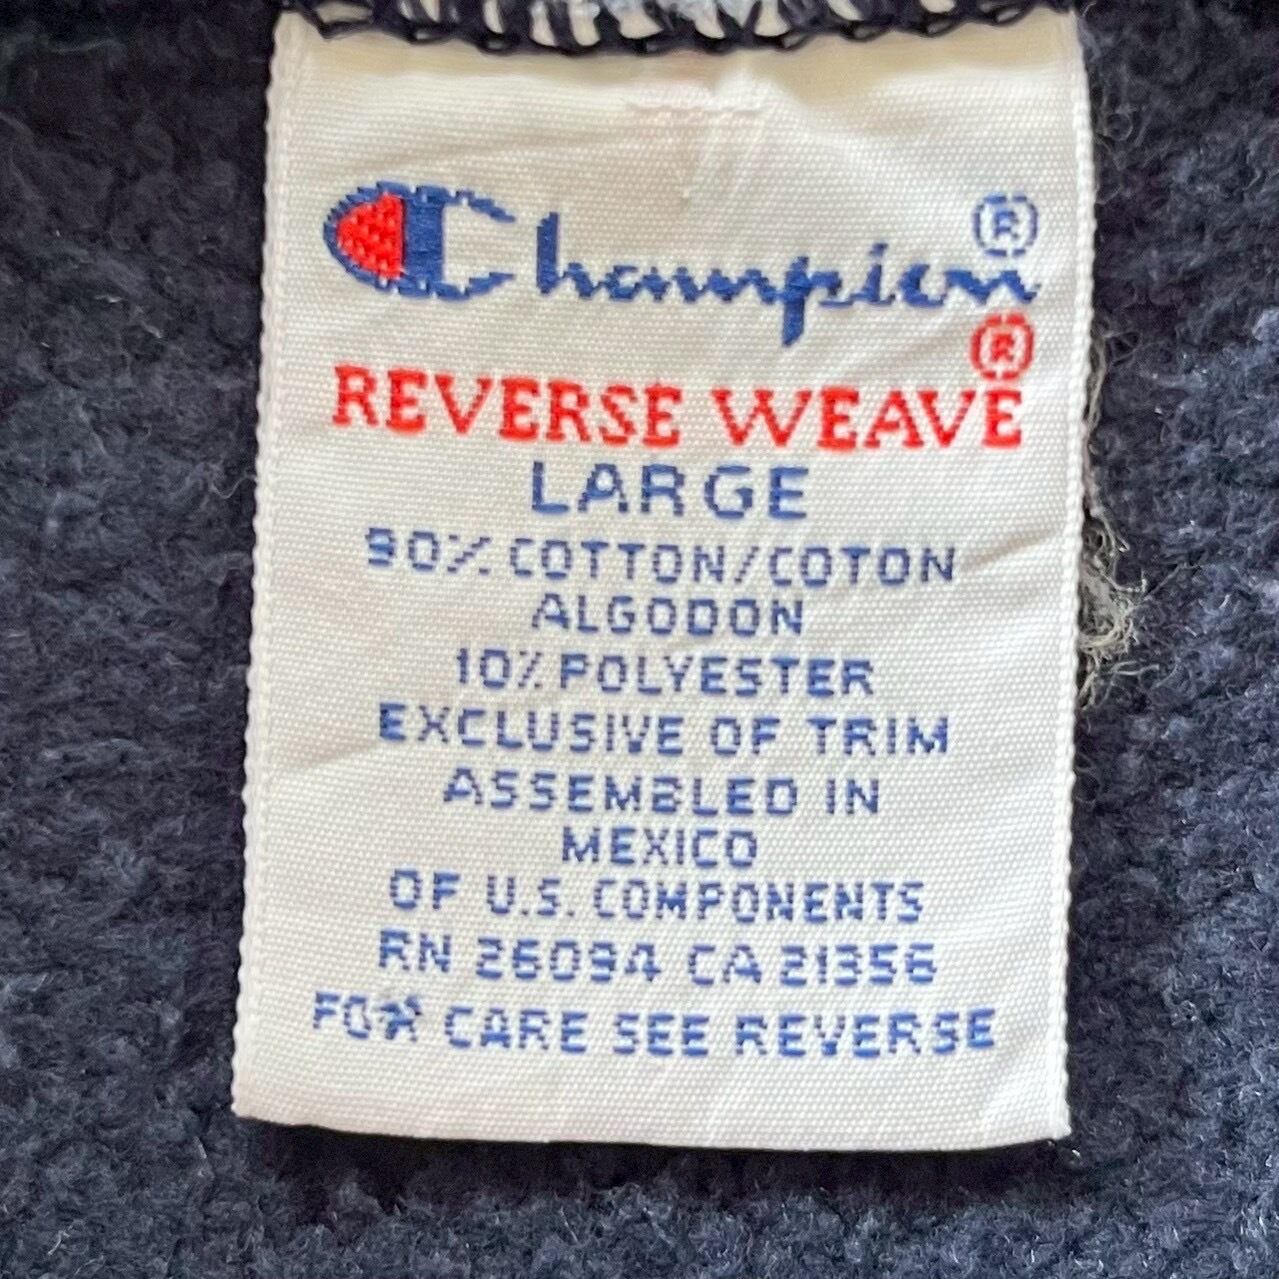 Champion®
REVERSE WEAVE®
LARGE
90% COTTON/COTON
ALGODON
10% POLYESTER
EXCLUSIVE OF TRIM
ASSEMBLED IN
MEXICO
OF U.S. COMPONENTS
RN 26094 CA 21356
FOR CARE SEE REVERSE